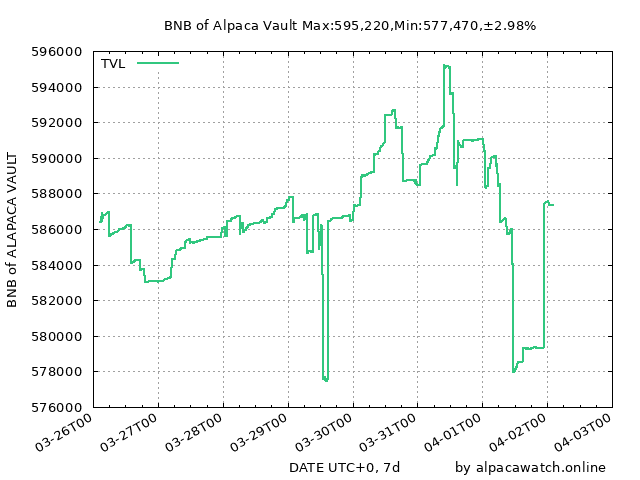 BNB of Alpaca Vault Max:595,220,Min:577,470,±2.98%
TVL
596000
594000
592000
590000
588000
586000
584000
582000
580000
578000
576000
BNB of ALAPACA VAULT
03-26T00
03-27T00
03-28T00
03-29T00
03-30T00
03-31T00
04-01T00
04-02T00
04-03T00
DATE UTC+0, 7d
by alpacawatch.online